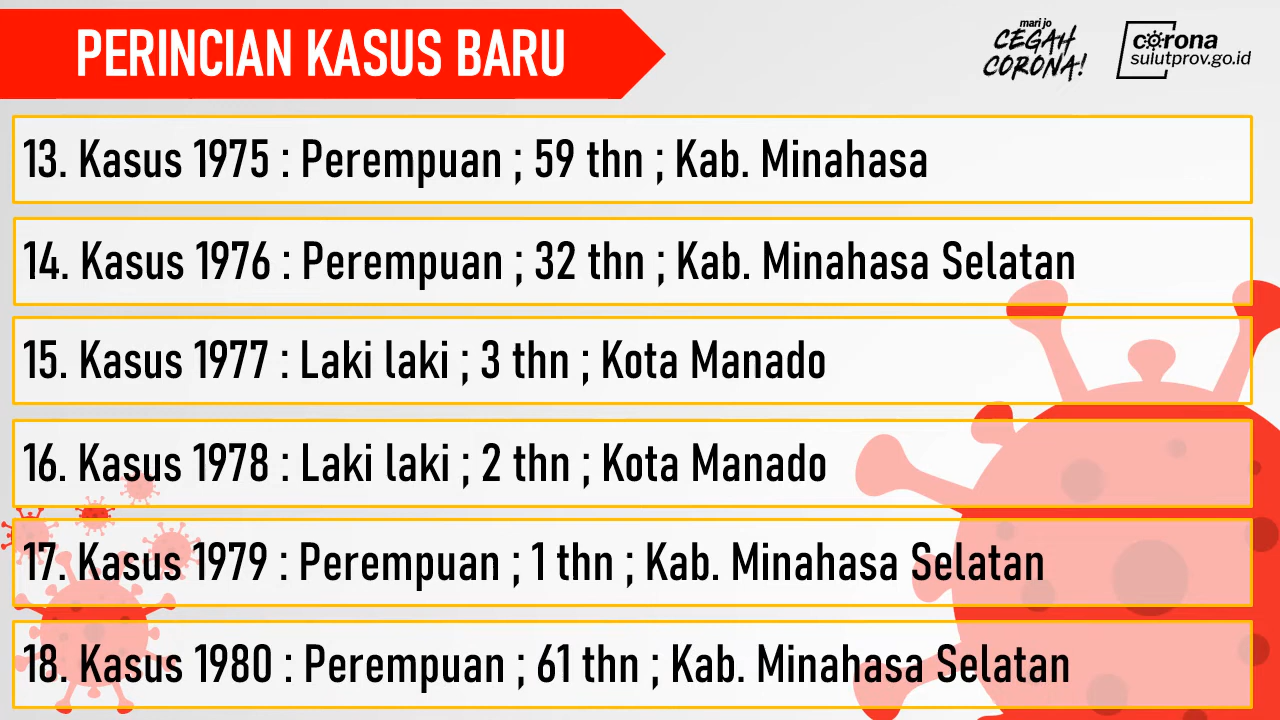 PERINCIAN KASUS BARU
mari jo
CEGAH
CORONA!
corona
sulutprov.go.id
13. Kasus 1975 : Perempuan ; 59 thn ; Kab. Minahasa
14. Kasus 1976 : Perempuan ; 32 thn ; Kab. Minahasa Selatan
15. Kasus 1977 : Laki laki ; 3 thn ; Kota Manado
16. Kasus 1978 : Laki laki ; 2 thn ; Kota Manado
17. Kasus 1979 : Perempuan ; 1 thn ; Kab. Minahasa Selatan
18. Kasus 1980 : Perempuan ; 61 thn ; Kab. Minahasa Selatan